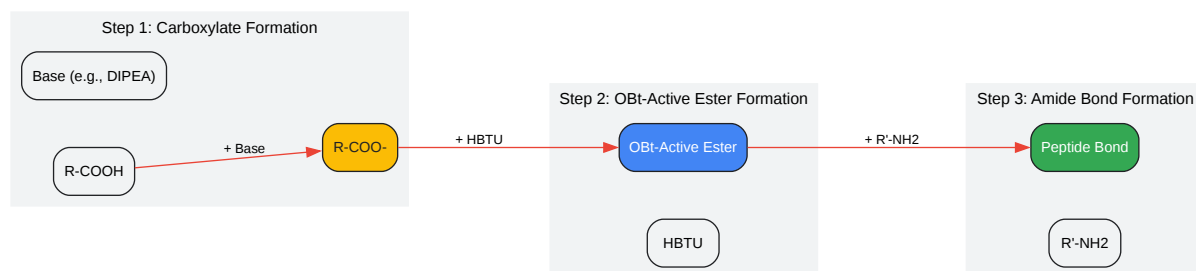 Step 1: Carboxylate Formation
Base (e.g., DIPEA)
R-COOH
+ Base
R-COO-
+ HBTU
Step 2: OBt-Active Ester Formation
OBt-Active Ester
HBTU
+ R'-NH2
Step 3: Amide Bond Formation
Peptide Bond
R'-NH2